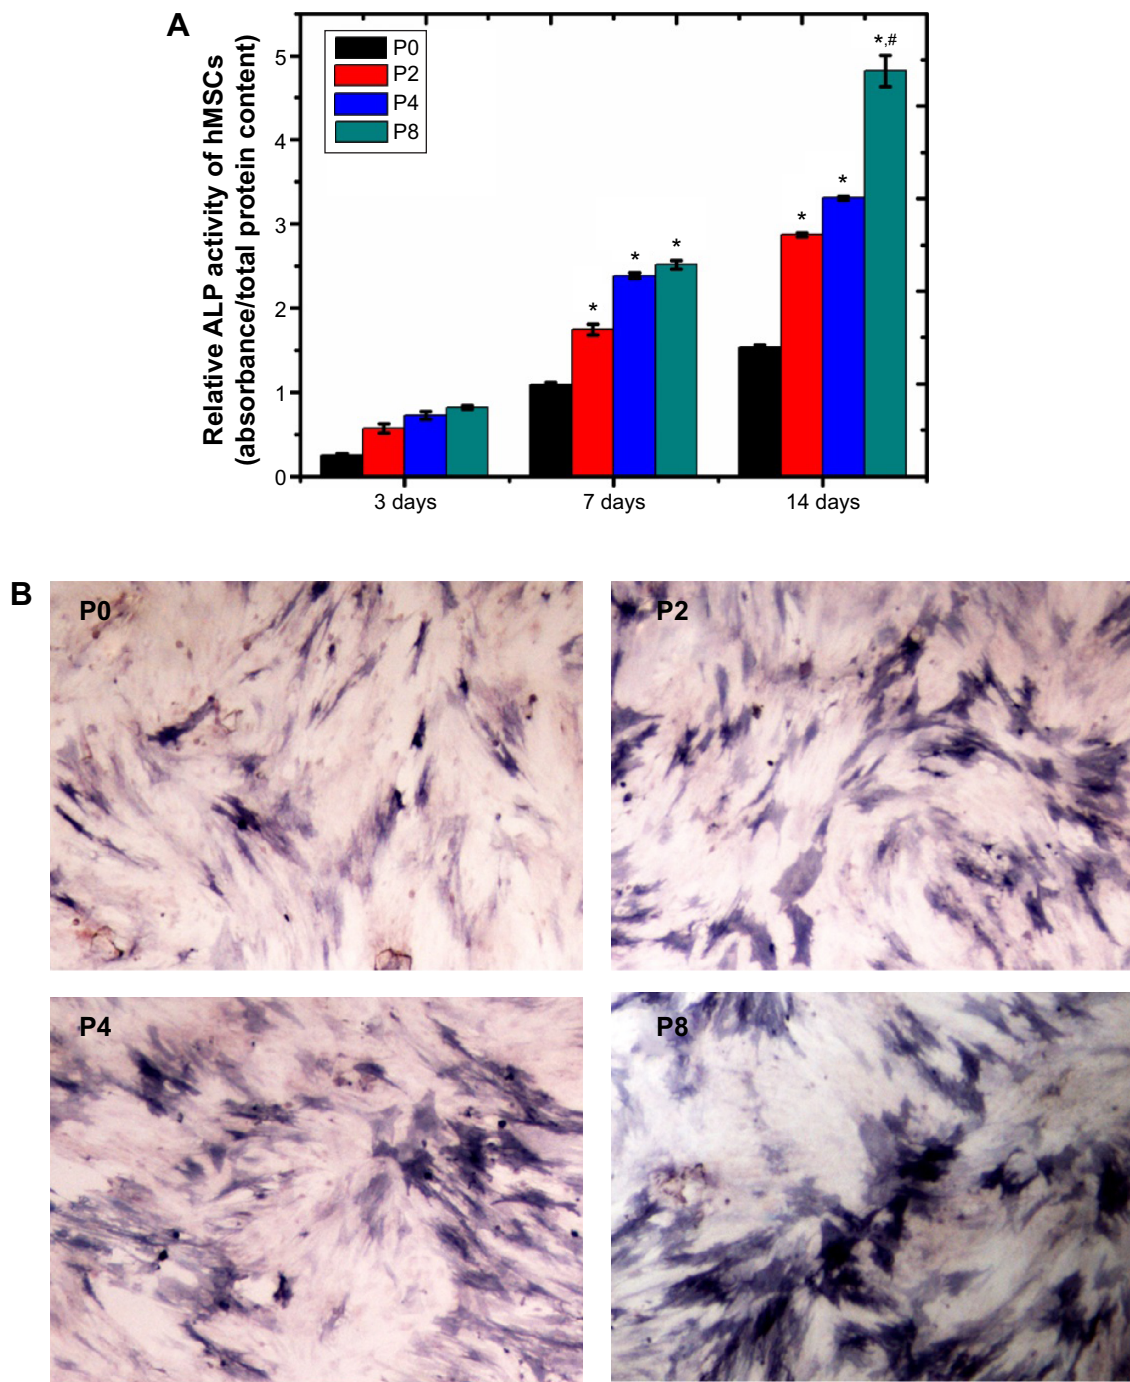 A
Relative ALP activity of hMSCs
(absorbance/total protein content)
P0
P2
P4
P8
5
4
3
2
1
0
*
*
*
*
*
*,#
3 days
7 days
14 days
B
P0
P2
P4
P8